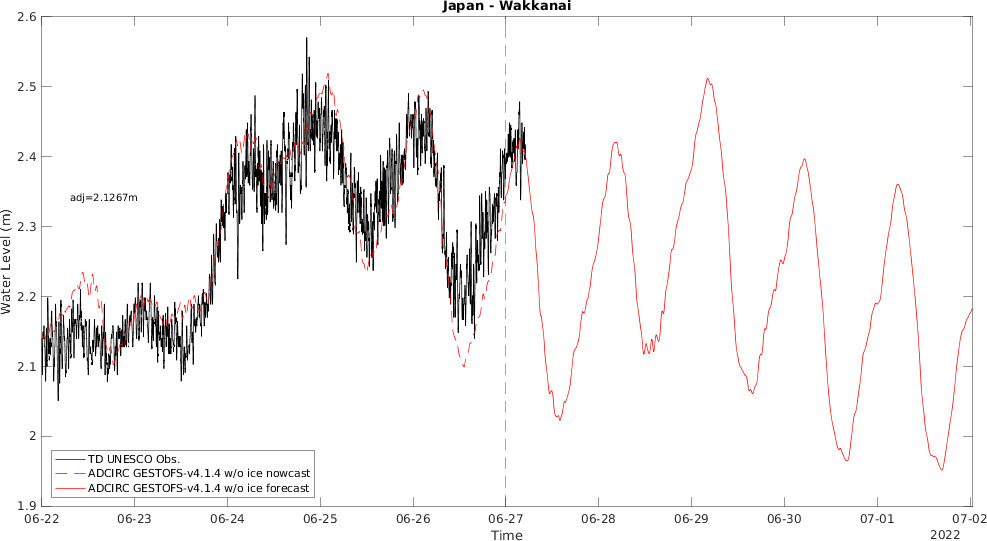 Japan - Wakkanai
2.6
2.5
2.4
2.3
2.2
2.1
2
1.9
Water Level (m)
adj=2.1267m
TD UNESCO Obs.
ADCIRC GESTOFS-v4.1.4 w/o ice nowcast
ADCIRC GESTOFS-v4.1.4 w/o ice forecast
06-22 06-23 06-24 06-25 06-26 06-27 06-28 06-29 06-30 07-01 07-02
Time
2022